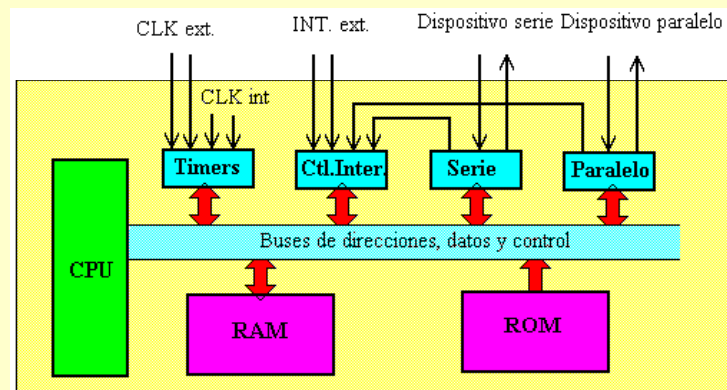 CLK ext.
INT. ext.
Dispositivo serie
Dispositivo paralelo
CLK int
Timers
Ctl.Inter.
Serie
Paralelo
Buses de direcciones, datos y control
CPU
RAM
ROM